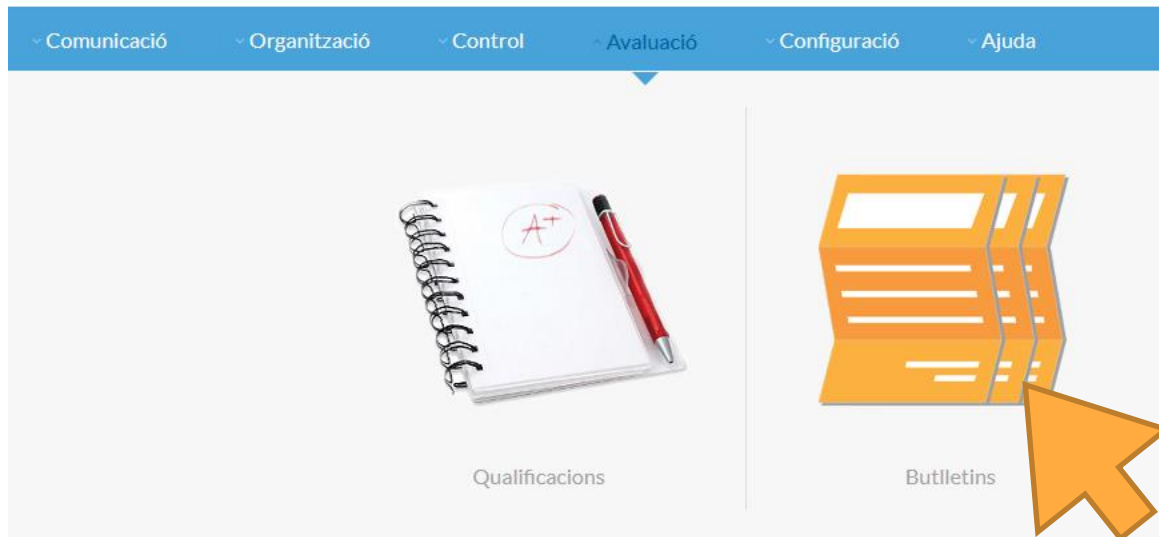 Comunicació Organització Control Avaluació Configuració Ajuda
A+
Qualificacions Butlletins